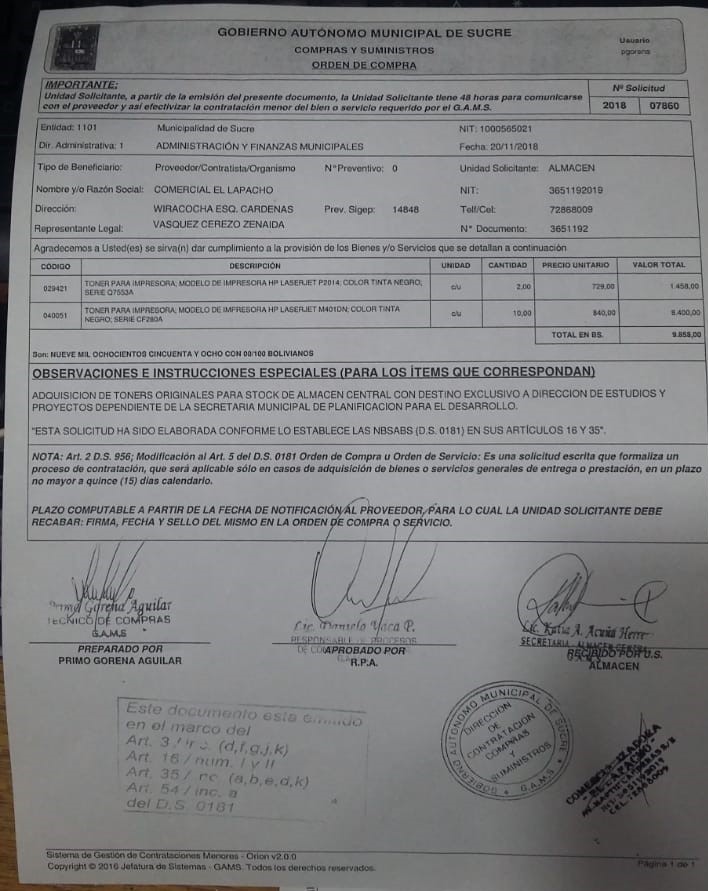 GOBIERNO AUTÓNOMO MUNICIPAL DE SUCRE
COMPRAS Y SUMINISTROS
ORDEN DE COMPRA
Usuario
pgorena
IMPORTANTE:
Unidad Solicitante, a partir de la emisión del presente documento, la Unidad Solicitante tiene 48 horas para comunicarse
con el proveedor y así efectivizar la contratación menor del bien o servicio requerido por el G.A.M.S.
Nº Solicitud
2018 07860
Entidad: 1101 Municipalidad de Sucre NIT: 1000565021
Dir. Administrativa: 1 ADMINISTRACIÓN Y FINANZAS MUNICIPALES Fecha: 20/11/2018
Tipo de Beneficiario: Proveedor/Contratista/Organismo N°Preventivo: 0 Unidad Solicitante: ALMACEN
Nombre y/o Razón Social: COMERCIAL EL LAPACHO NIT: 3651192019
Dirección: WIRACOCHA ESQ. CARDENAS Prev. Sigep: 14848 Telf/Cel: 72868009
Representante Legal: VASQUEZ CEREZO ZENAIDA N° Documento: 3651192
Agradecemos a Usted(es) se sirva(n) dar cumplimiento a la provisión de los Bienes y/o Servicios que se detallan a continuación
CÓDIGO DESCRIPCIÓN UNIDAD CANTIDAD PRECIO UNITARIO VALOR TOTAL
029421 TONER PARA IMPRESORA; MODELO DE IMPRESORA HP LASERJET P2014; COLOR TINTA NEGRO; c/u 2,00 729,00 1.458,00
SERIE Q7553A
040051 TONER PARA IMPRESORA; MODELO DE IMPRESORA HP LASERJET M401DN; COLOR TINTA c/u 10,00 840,00 8.400,00
NEGRO; SERIE CF280A
TOTAL EN BS. 9.858,00
Son: NUEVE MIL OCHOCIENTOS CINCUENTA Y OCHO CON 00/100 BOLIVIANOS
OBSERVACIONES E INSTRUCCIONES ESPECIALES (PARA LOS ÍTEMS QUE CORRESPONDAN)
ADQUISICION DE TONERS ORIGINALES PARA STOCK DE ALMACEN CENTRAL CON DESTINO EXCLUSIVO A DIRECCION DE ESTUDIOS Y
PROYECTOS DEPENDIENTE DE LA SECRETARIA MUNICIPAL DE PLANIFICACION PARA EL DESARROLLO.
"ESTA SOLICITUD HA SIDO ELABORADA CONFORME LO ESTABLECE LAS NBSABS (D.S. 0181) EN SUS ARTÍCULOS 16 Y 35".
NOTA: Art. 2 D.S. 956; Modificación al Art. 5 del D.S. 0181 Orden de Compra u Orden de Servicio: Es una solicitud escrita que formaliza un
proceso de contratación, que será aplicable sólo en casos de adquisición de bienes o servicios generales de entrega o prestación, en un plazo
no mayor a quince (15) días calendario.
PLAZO COMPUTABLE A PARTIR DE LA FECHA DE NOTIFICACIÓN AL PROVEEDOR, PARA LO CUAL LA UNIDAD SOLICITANTE DEBE
RECABAR: FIRMA, FECHA Y SELLO DEL MISMO EN LA ORDEN DE COMPRA O SERVICIO.
Gorena Aguilar
TECNICO DE COMPRAS
G.A.M.S
PREPARADO POR
PRIMO GORENA AGUILAR
Lic. P.
RESPONSABLE DE PROCESOS
DE APROBADO POR
R.P.A.
Lic. Katia A. Acuña
SECRETARIA ALMACEN
RECIBIDO POR U.S.
ALMACEN
Este documento esta emitido
en el marco del
Art. 3 / (d,f,g,j,k)
Art. 16 / num. I y II
Art. 35 / (a,b,e,d,k)
Art. 54 / inc. a
del D.S. 0181
GOBIERNO AUTONOMO MUNICIPAL DE SUCRE
DIRECCIÓN
DE
CONTRATACIÓN
COMPRAS
Y
SUMINISTROS
G.A.M.S.
Sistema de Gestión de Contrataciones Menores - Orion v2.0.0
Copyright © 2016 Jefatura de Sistemas - GAMS. Todos los derechos reservados.
Página 1 de 1